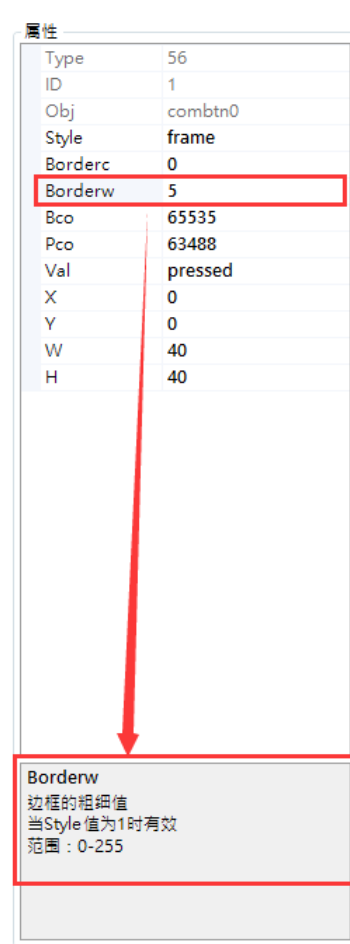 属性
Type 56
ID 1
Obj combtn0
Style frame
Borderc 0
Borderw 5
Bco 65535
Pco 63488
Val pressed
X 0
Y 0
W 40
H 40
Borderw
边框的粗细值
当Style值为1时有效
范围：0-255